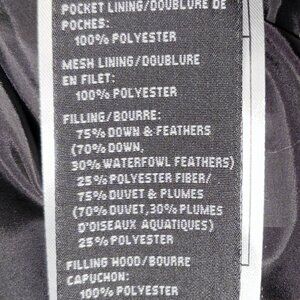 POCKET LINING/DOUBLURE DE
POCHES:
100% POLYESTER
MESH LINING/DOUBLURE
EN FILET:
100% POLYESTER
FILLING/BOURRE:
75% DOWN & FEATHERS
(70% DOWN,
30% WATERFOWL FEATHERS)
25% POLYESTER FIBER/
75% DUVET & PLUMES
(70% DUVET, 30% PLUMES
D'OISEAUX AQUATIQUES)
25% POLYESTER
FILLING HOOD/BOURRE
CAPUCHON:
100% POLYESTER